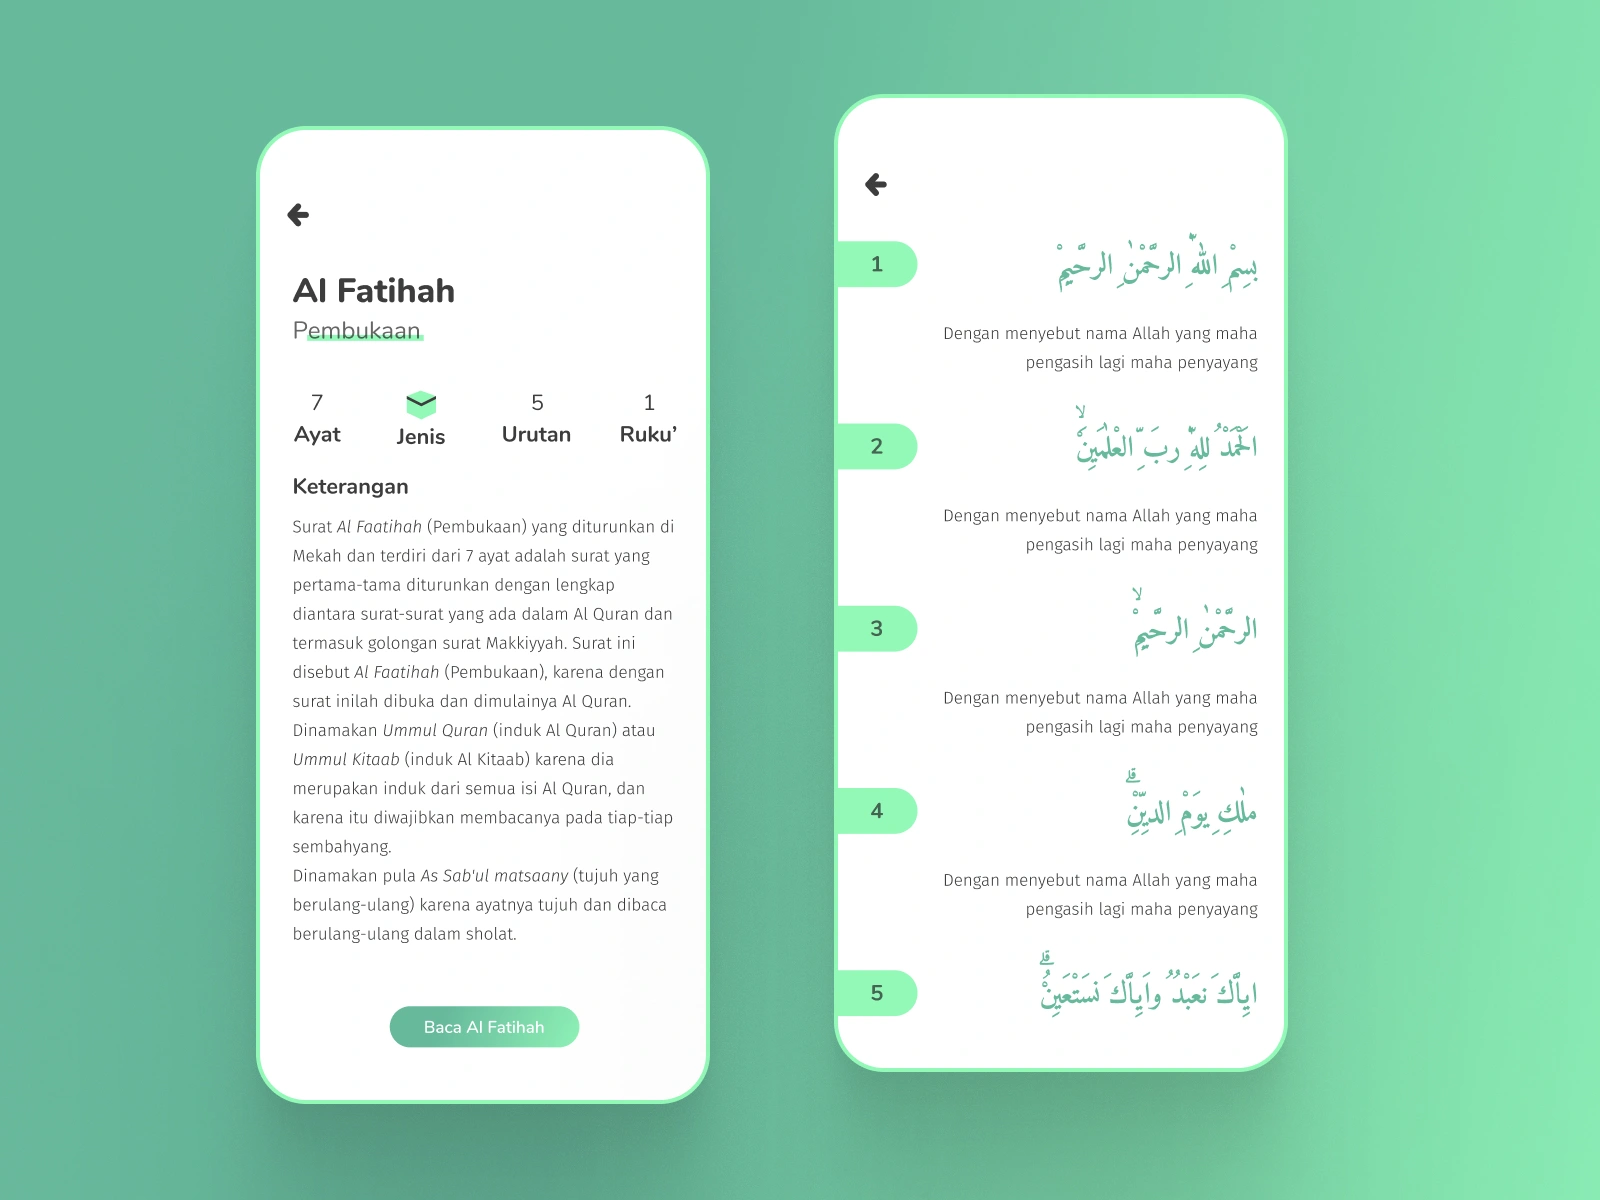 Al Fatihah
Pembukaan
7
Ayat
Jenis
5
Urutan
1
Ruku’
Keterangan
Surat Al Faatihah (Pembukaan) yang diturunkan di
Mekah dan terdiri dari 7 ayat adalah surat yang
pertama-tama diturunkan dengan lengkap
diantara surat-surat yang ada dalam Al Quran dan
termasuk golongan surat Makkiyyah. Surat ini
disebut Al Faatihah (Pembukaan), karena dengan
surat inilah dibuka dan dimulainya Al Quran.
Dinamakan Ummul Quran (induk Al Quran) atau
Ummul Kitaab (induk Al Kitaab) karena dia
merupakan induk dari semua isi Al Quran, dan
karena itu diwajibkan membacanya pada tiap-tiap
sembahyang.
Dinamakan pula As Sab'ul matsaany (tujuh yang
berulang-ulang) karena ayatnya tujuh dan dibaca
berulang-ulang dalam sholat.
Baca Al Fatihah
1
بِسْمِ اللّٰهِ الرَّحْمٰنِ الرَّحِيْمِ
Dengan menyebut nama Allah yang maha
pengasih lagi maha penyayang
2
اَلْحَمْدُ لِلّٰهِ رَبِّ الْعٰلَمِيْنَۙ
Dengan menyebut nama Allah yang maha
pengasih lagi maha penyayang
3
الرَّحْمٰنِ الرَّحِيْمِۙ
Dengan menyebut nama Allah yang maha
pengasih lagi maha penyayang
4
مٰلِكِ يَوْمِ الدِّيْنِۗ
Dengan menyebut nama Allah yang maha
pengasih lagi maha penyayang
5
اِيَّاكَ نَعْبُدُ وَاِيَّاكَ نَسْتَعِيْنُۗ